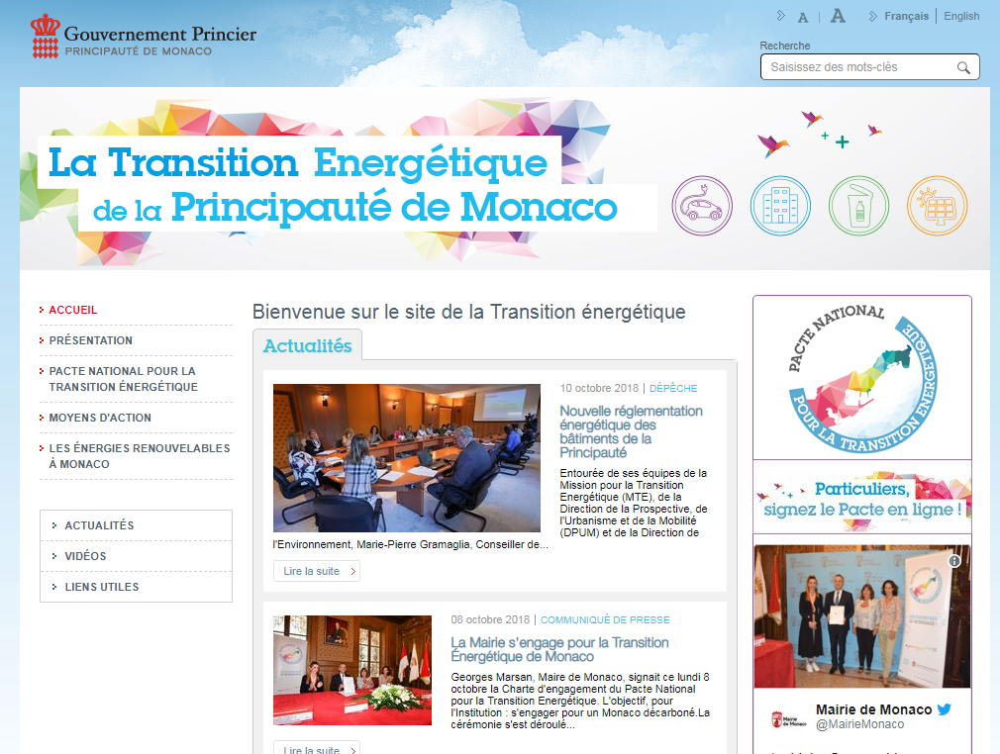 Gouvernement Princier
PRINCIPAUTÉ DE MONACO
A | A
Français | English
Recherche
Saisissez des mots-clés
La Transition Energétique
de la Principauté de Monaco
ACCUEIL
PRÉSENTATION
PACTE NATIONAL POUR LA
TRANSITION ÉNERGÉTIQUE
MOYENS D'ACTION
LES ÉNERGIES RENOUVELABLES
À MONACO
ACTUALITÉS
VIDÉOS
LIENS UTILES
Bienvenue sur le site de la Transition énergétique
Actualités
10 octobre 2018 | DÉPÊCHE
Nouvelle réglementation
énergétique des
bâtiments de la
Principauté
Entourée de ses équipes de la
Mission pour la Transition
Energétique (MTE), de la
Direction de la Prospective, de
l'Urbanisme et de la Mobilité
(DPUM) et de la Direction de
l'Environnement, Marie-Pierre Gramaglia, Conseiller de...
Lire la suite
08 octobre 2018 | COMMUNIQUÉ DE PRESSE
La Mairie s'engage pour la Transition
Énergétique de Monaco
Georges Marsan, Maire de Monaco, signait ce lundi 8
octobre la Charte d'engagement du Pacte National
pour la Transition Energétique. L'objectif, pour
l'Institution : s'engager pour un Monaco décarboné.La
cérémonie s'est déroulé...
Lire la suite
PACTE NATIONAL
POUR LA TRANSITION ENERGÉTIQUE
Particuliers,
signez le Pacte en ligne !
Mairie
de Monaco
Mairie de Monaco
@MairieMonaco